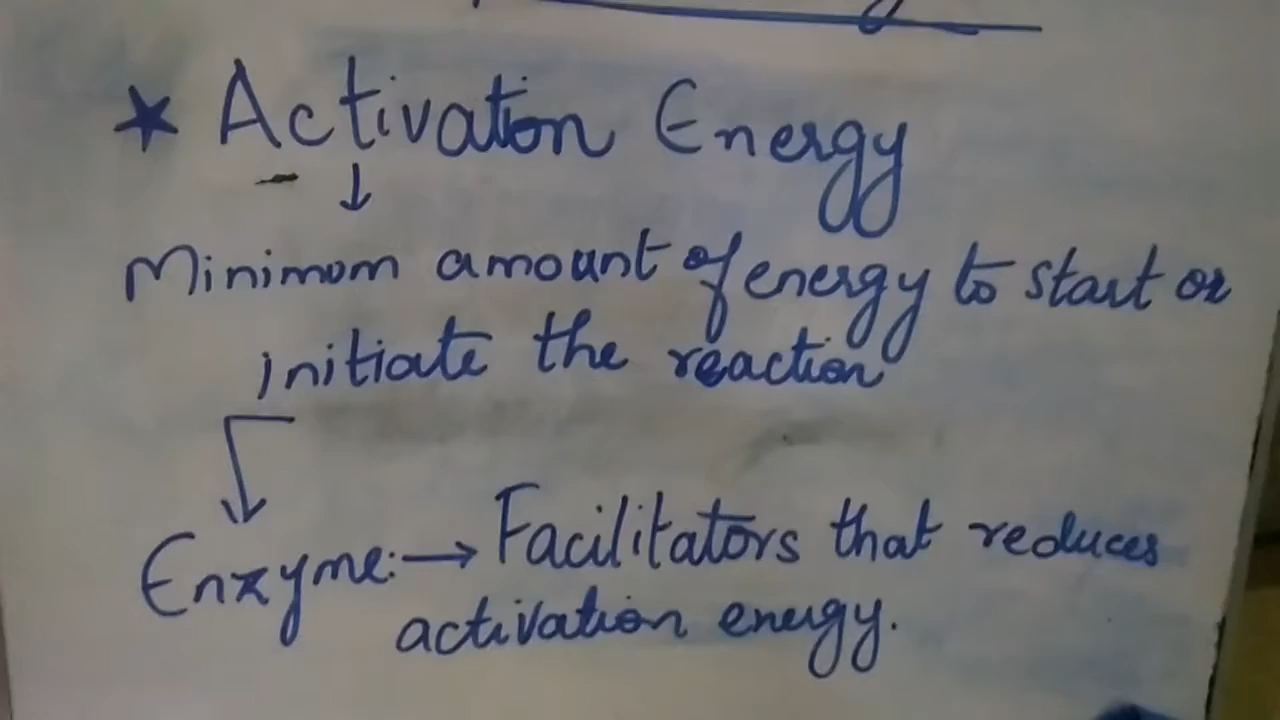 ★ Activation Energy
↓
Minimum amount of energy to start or
initiate the reaction
Enzyme:→ Facilitators that reduces
activation energy.